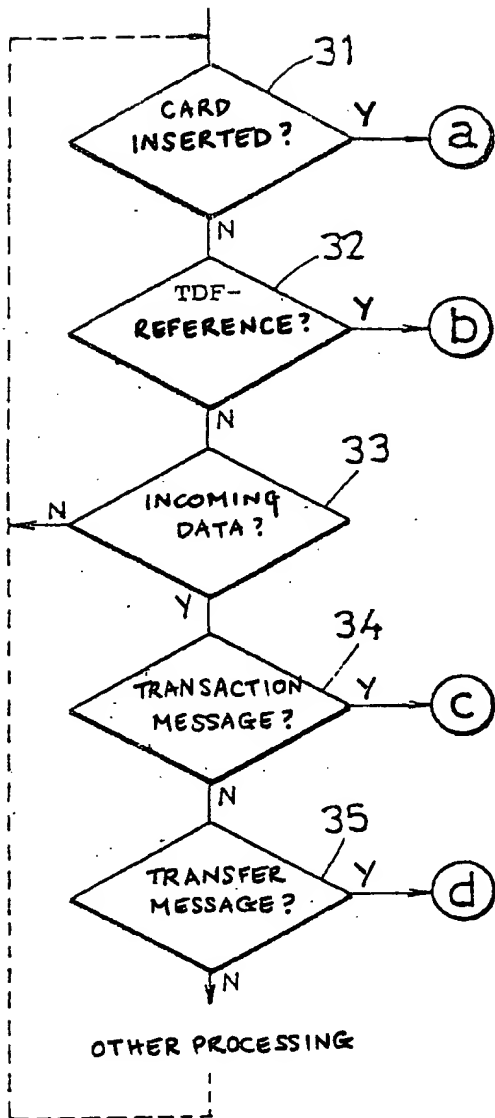 31
CARD
INSERTED?
Y
a
N
32
TDF-
REFERENCE?
Y
b
N
33
INCOMING
DATA?
N
Y
34
TRANSACTION
MESSAGE?
Y
c
N
35
TRANSFER
MESSAGE?
Y
d
N
OTHER PROCESSING